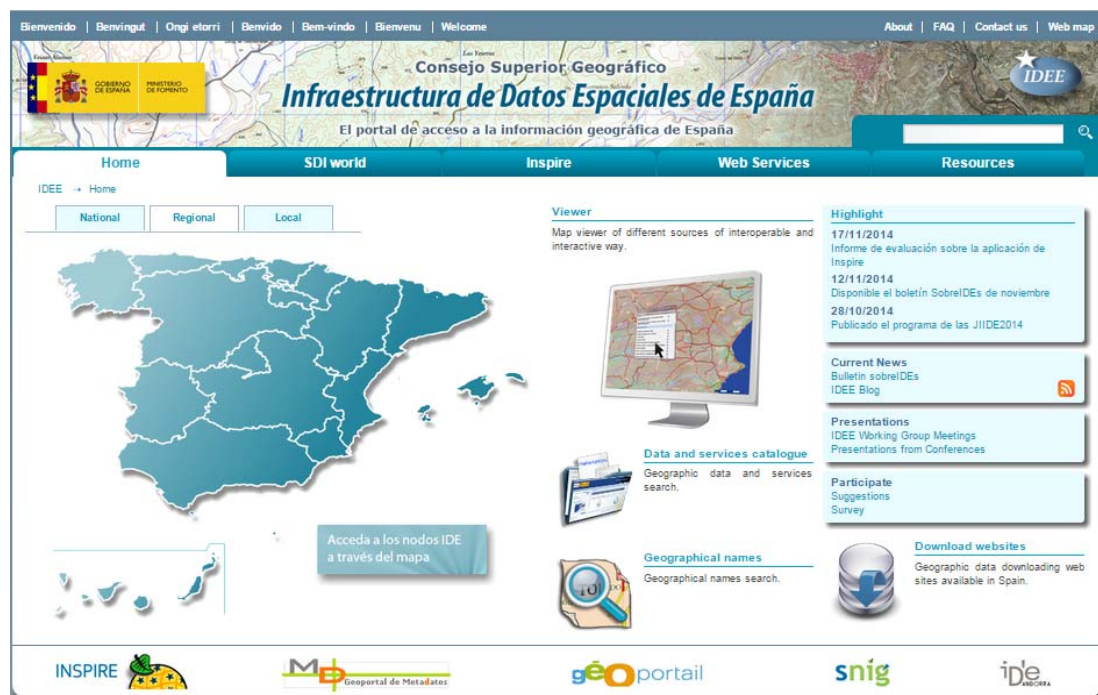 Bienvenido | Benvingut | Ongi etorri | Benvido | Bem-vindo | Bienvenu | Welcome
About | FAQ | Contact us | Web map
GOBIERNO DE ESPAÑA
MINISTERIO DE FOMENTO
Consejo Superior Geográfico
Infraestructura de Datos Espaciales de España
El portal de acceso a la información geográfica de España
IDEE
Home
SDI world
Inspire
Web Services
Resources
IDEE → Home
National
Regional
Local
Acceda a los nodos IDE
a través del mapa
Viewer
Map viewer of different sources of interoperable and
interactive way.
Data and services catalogue
Geographic data and services
search.
Geographical names
Geographical names search.
Highlight
17/11/2014
Informe de evaluación sobre la aplicación de
Inspire
12/11/2014
Disponible el boletín SobreIDEs de noviembre
28/10/2014
Publicado el programa de las JIIDE2014
Current News
Bulletin sobreIDEs
IDEE Blog
Presentations
IDEE Working Group Meetings
Presentations from Conferences
Participate
Suggestions
Survey
Download websites
Geographic data downloading web
sites available in Spain.
INSPIRE
MD Geoportal de Metadatos
géoportail
snig
iDe ANDORRA